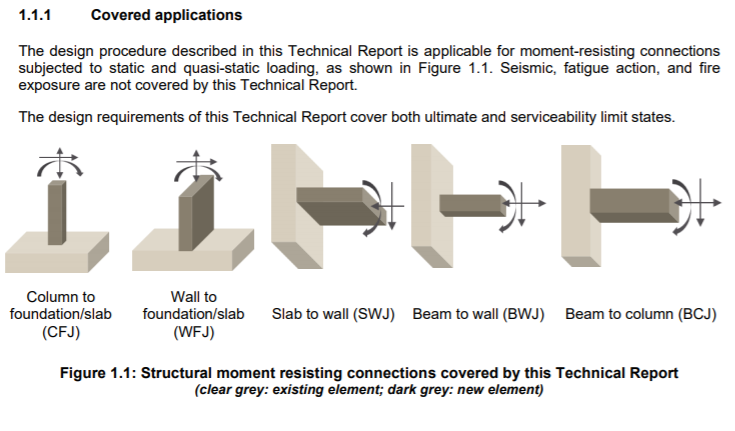 1.1.1 Covered applications
The design procedure described in this Technical Report is applicable for moment-resisting connections
subjected to static and quasi-static loading, as shown in Figure 1.1. Seismic, fatigue action, and fire
exposure are not covered by this Technical Report.
The design requirements of this Technical Report cover both ultimate and serviceability limit states.
Column to
foundation/slab
(CFJ)
Wall to
foundation/slab
(WFJ)
Slab to wall (SWJ)
Beam to wall (BWJ)
Beam to column (BCJ)
Figure 1.1: Structural moment resisting connections covered by this Technical Report
(clear grey: existing element; dark grey: new element)